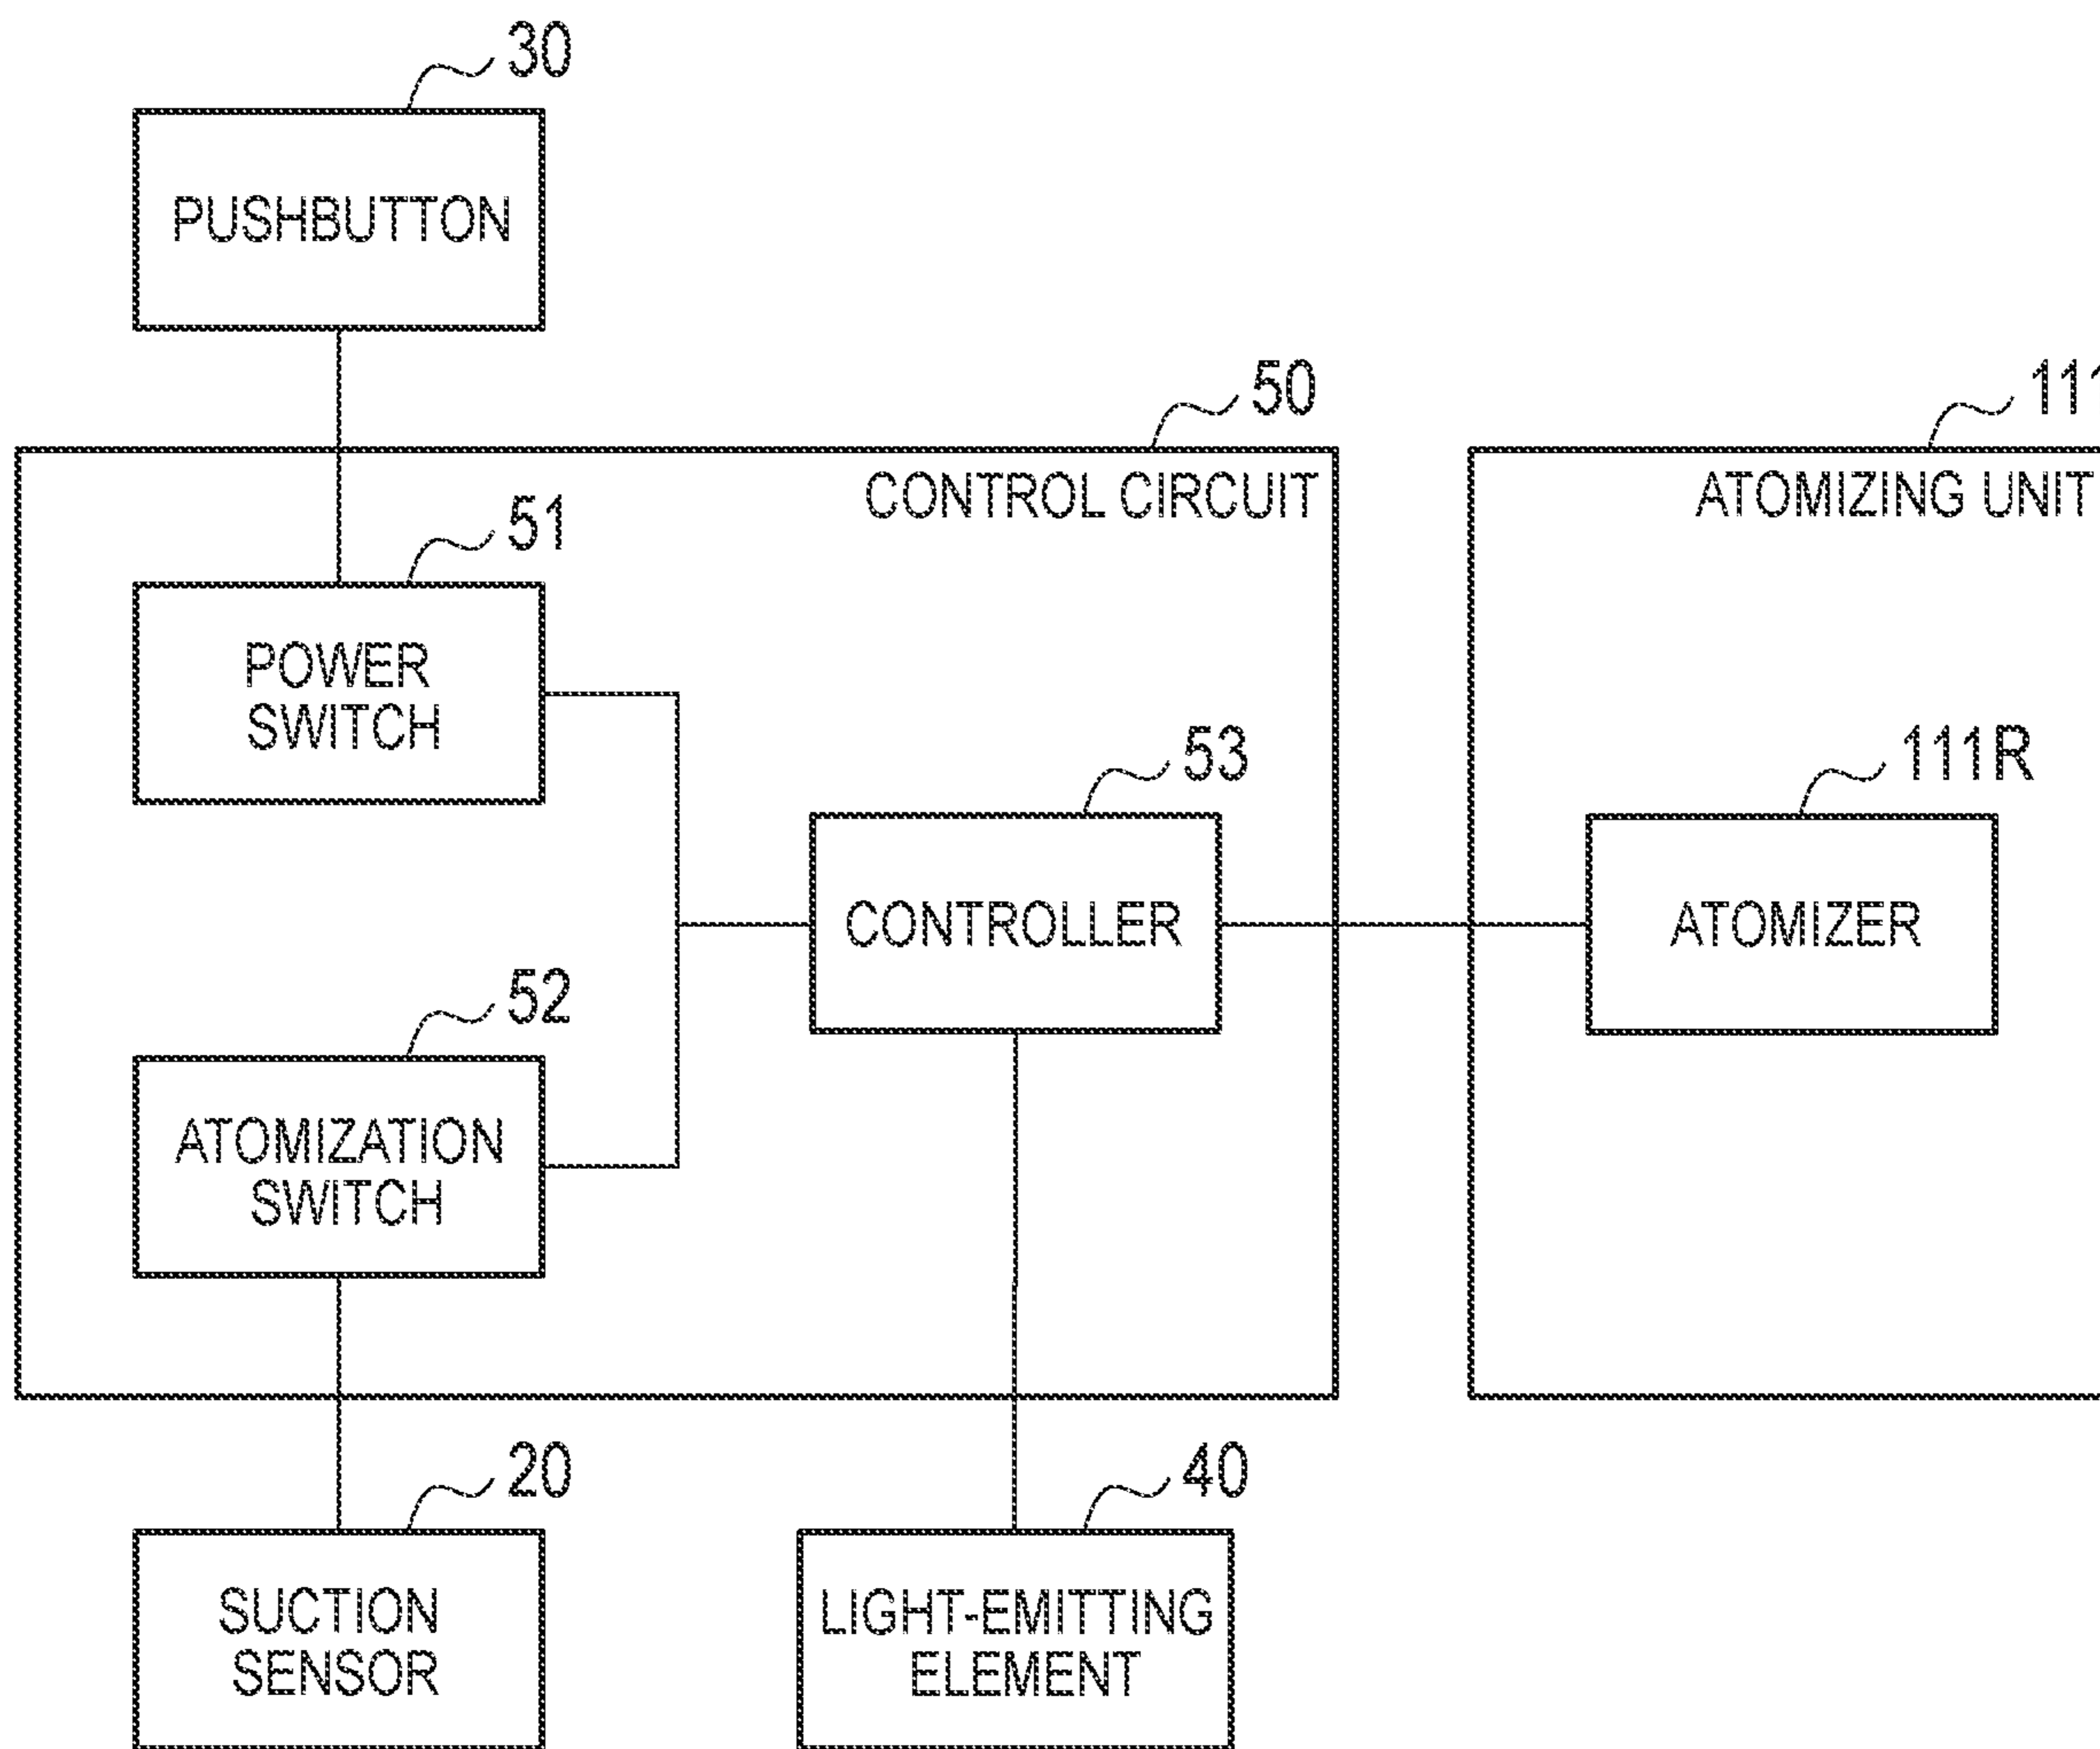 30
PUSHBUTTON
50
111
CONTROL CIRCUIT
ATOMIZING UNIT
51
POWER
SWITCH
53
111R
CONTROLLER
ATOMIZER
52
ATOMIZATION
SWITCH
20
40
SUCTION
SENSOR
LIGHT-EMITTING
ELEMENT